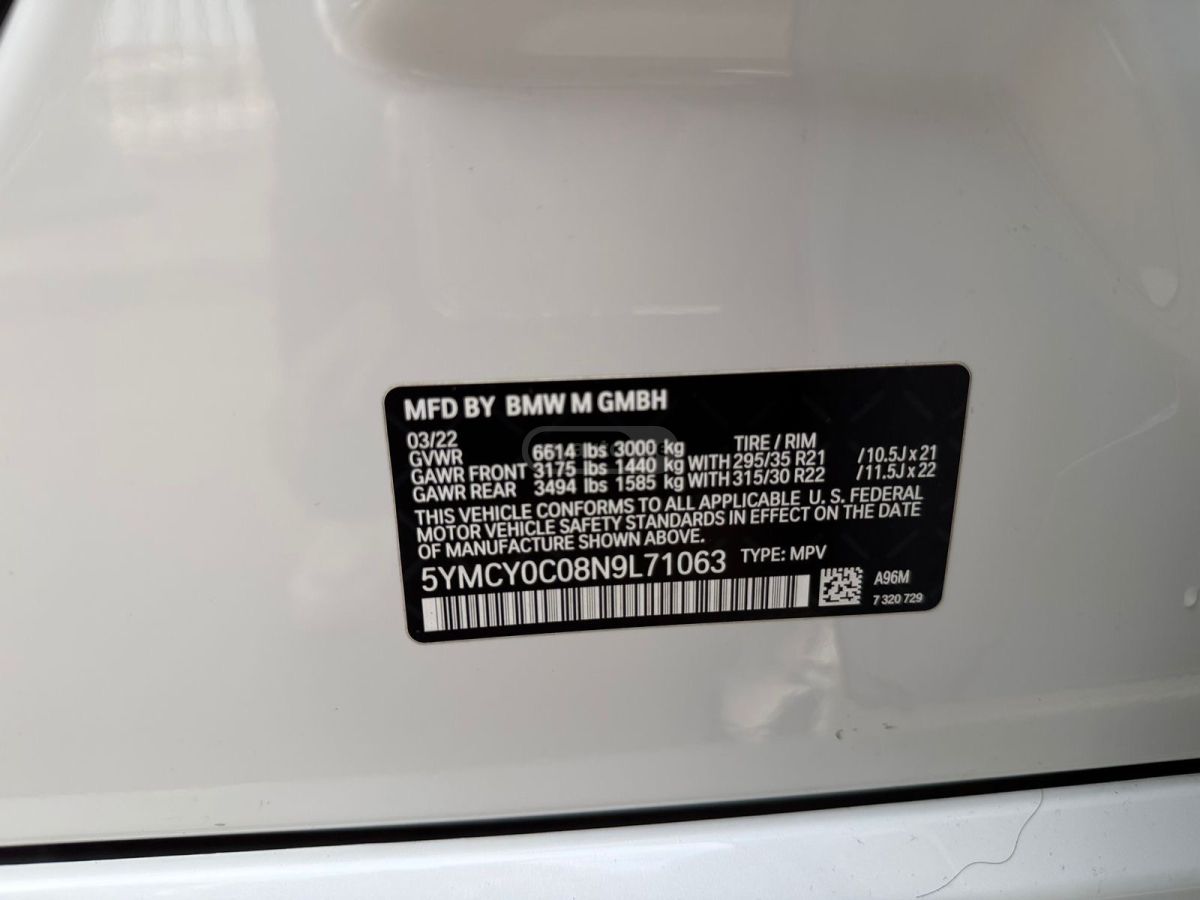 MFD BY BMW M GMBH
03/22 TIRE / RIM
GVWR 6614 lbs 3000 kg
GAWR FRONT 3175 lbs 1440 kg WITH 295/35 R21 /10.5J x 21
GAWR REAR 3494 lbs 1585 kg WITH 315/30 R22 /11.5J x 22
THIS VEHICLE CONFORMS TO ALL APPLICABLE U. S. FEDERAL
MOTOR VEHICLE SAFETY STANDARDS IN EFFECT ON THE DATE
OF MANUFACTURE SHOWN ABOVE.
5YMCY0C08N9L71063 TYPE: MPV
A96M
7 320 729